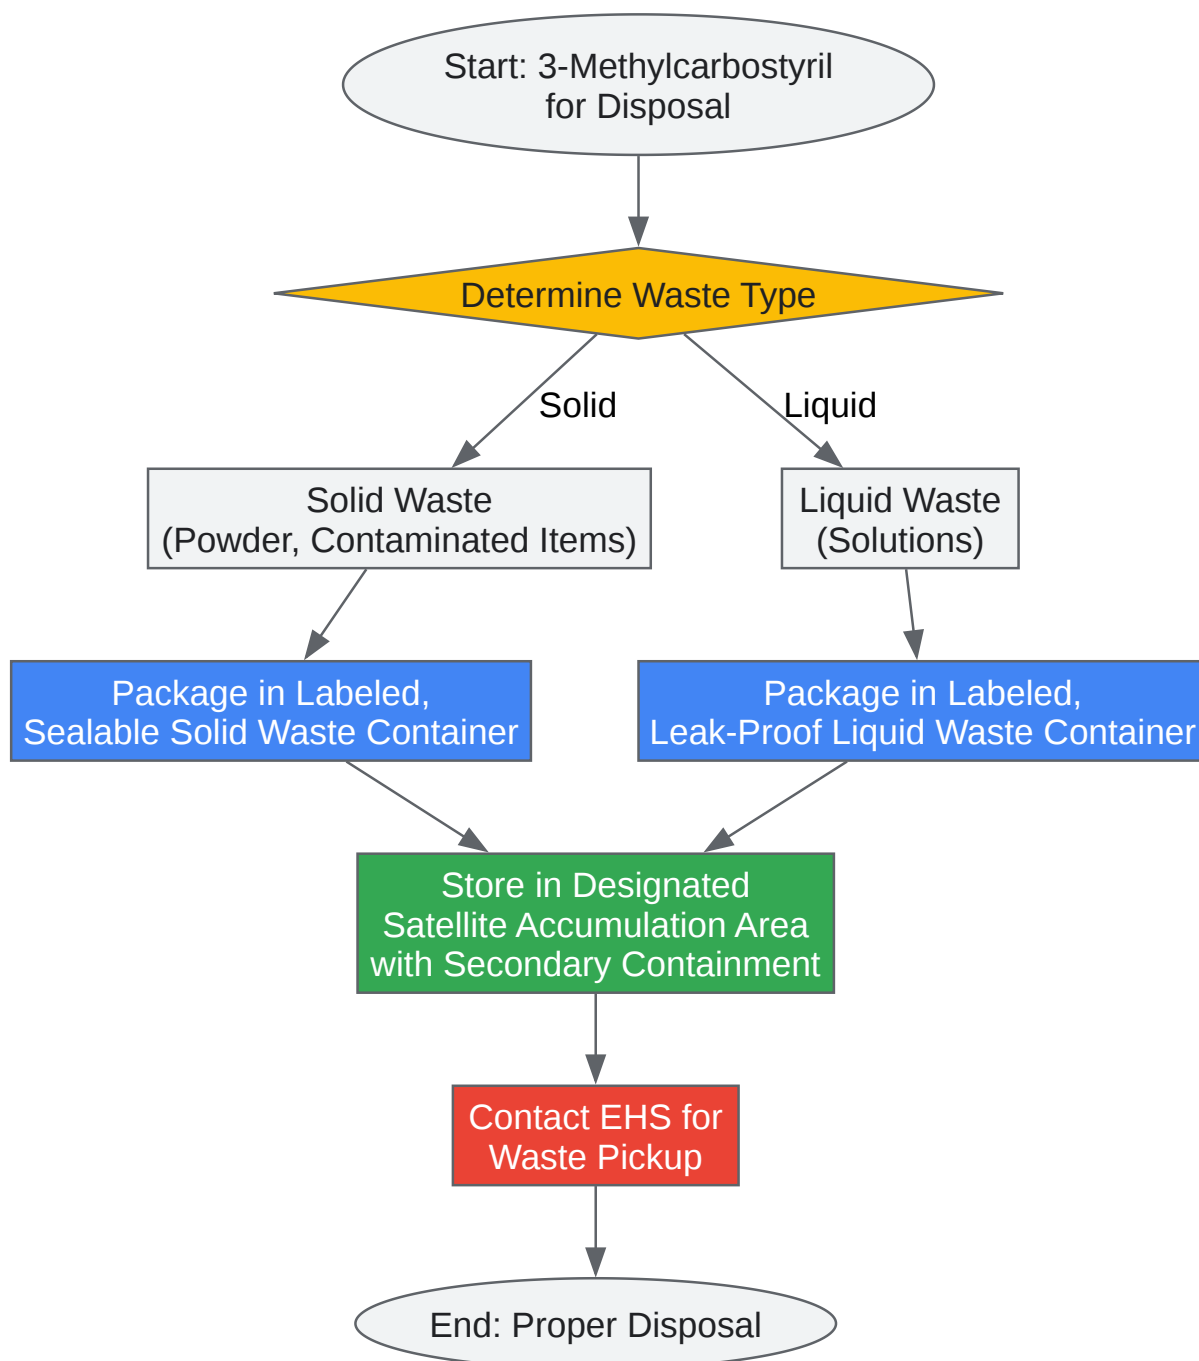 Start: 3-Methylcarbostyril
for Disposal
Determine Waste Type
Solid
Liquid
Solid Waste
(Powder, Contaminated Items)
Liquid Waste
(Solutions)
Package in Labeled,
Sealable Solid Waste Container
Package in Labeled,
Leak-Proof Liquid Waste Container
Store in Designated
Satellite Accumulation Area
with Secondary Containment
Contact EHS for
Waste Pickup
End: Proper Disposal